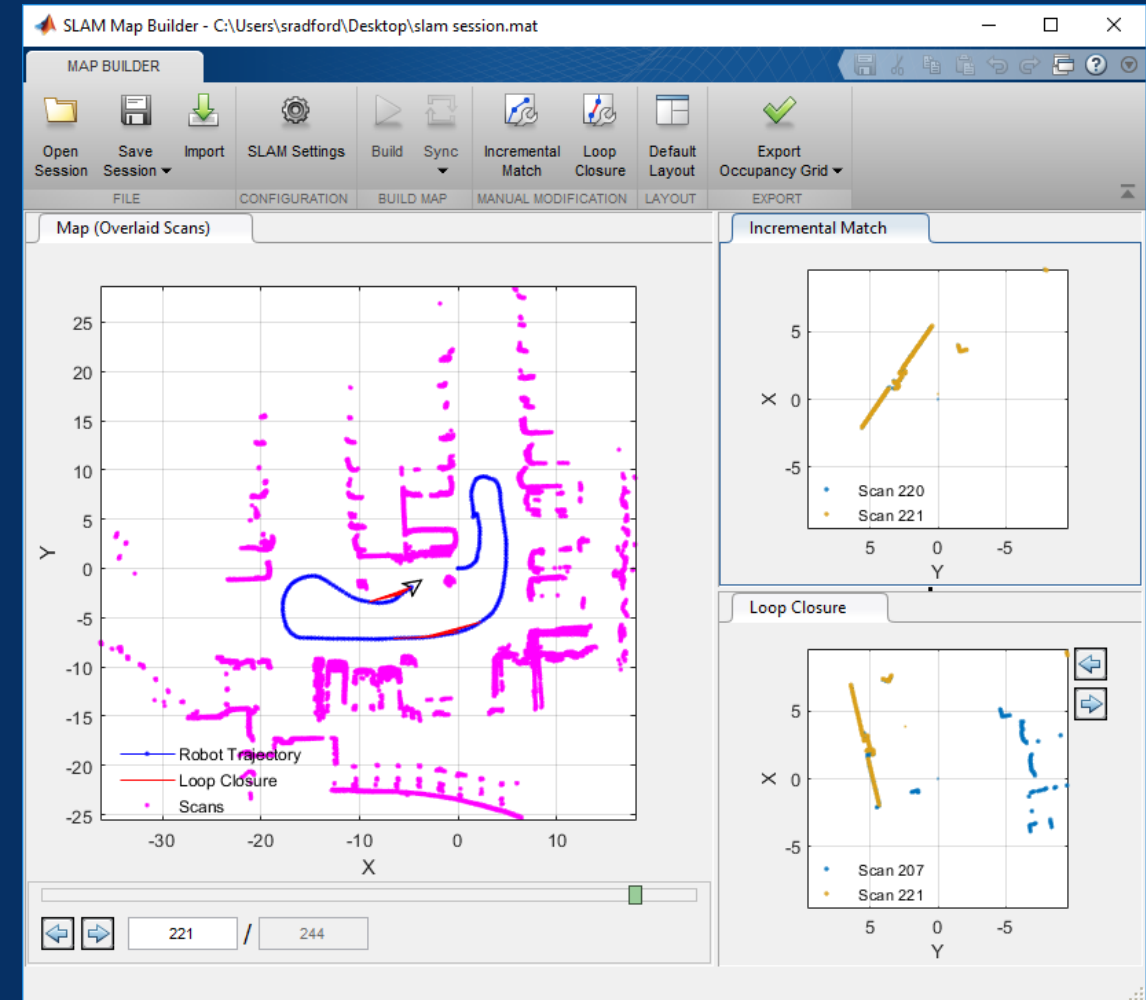 SLAM Map Builder - C:\Users\sradford\Desktop\slam session.mat
MAP BUILDER
Open Session
Save Session
Import
SLAM Settings
Build
Sync
Incremental Match
Loop Closure
Default Layout
Export Occupancy Grid
FILE
CONFIGURATION
BUILD MAP
MANUAL MODIFICATION
LAYOUT
EXPORT
Map (Overlaid Scans)
25
20
15
10
5
0
-5
-10
-15
-20
-25
Y
Robot Trajectory
Loop Closure
Scans
-30
-20
-10
0
10
X
221
/
244
Incremental Match
5
0
-5
X
Scan 220
Scan 221
5
0
-5
Y
Loop Closure
5
0
-5
X
Scan 207
Scan 221
5
0
-5
Y